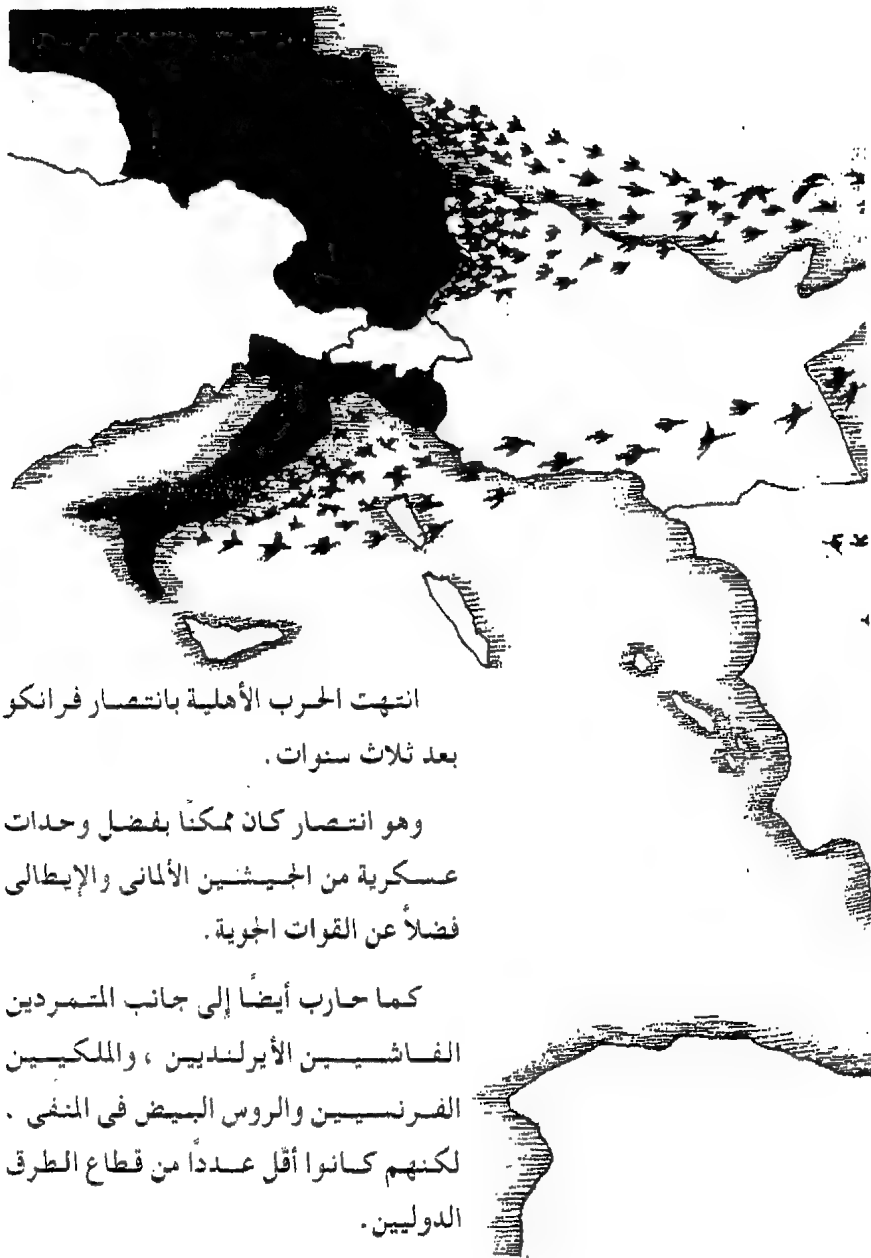 انتهت الحرب الأهلية بانتصار فرانكو
بعد ثلاث سنوات.
وهو انتصار كان ممكنًا بفضل وحدات
عسكرية من الجيشين الألمانى والإيطالى
فضلاً عن القوات الجوية.
كما حارب أيضًا إلى جانب المتمردين
الفاشيين الأيرلنديين ، والملكيين
الفرنسيين والروس البيض فى المنفى .
لكنهم كانوا أقل عددًا من قطاع الطرق
الدوليين.